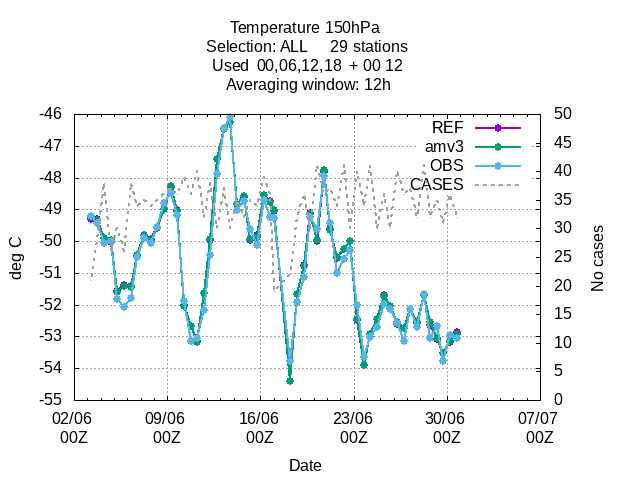 Temperature 150hPa
Selection: ALL     29 stations
Used  00,06,12,18  + 00 12
Averaging window: 12h
-46
-47
-48
-49
-50
-51
-52
-53
-54
-55
deg C
50
45
40
35
30
25
20
15
10
5
0
No cases
REF
amv3
OBS
CASES
02/06 09/06 16/06 23/06 30/06 07/07
00Z 00Z 00Z 00Z 00Z 00Z
Date